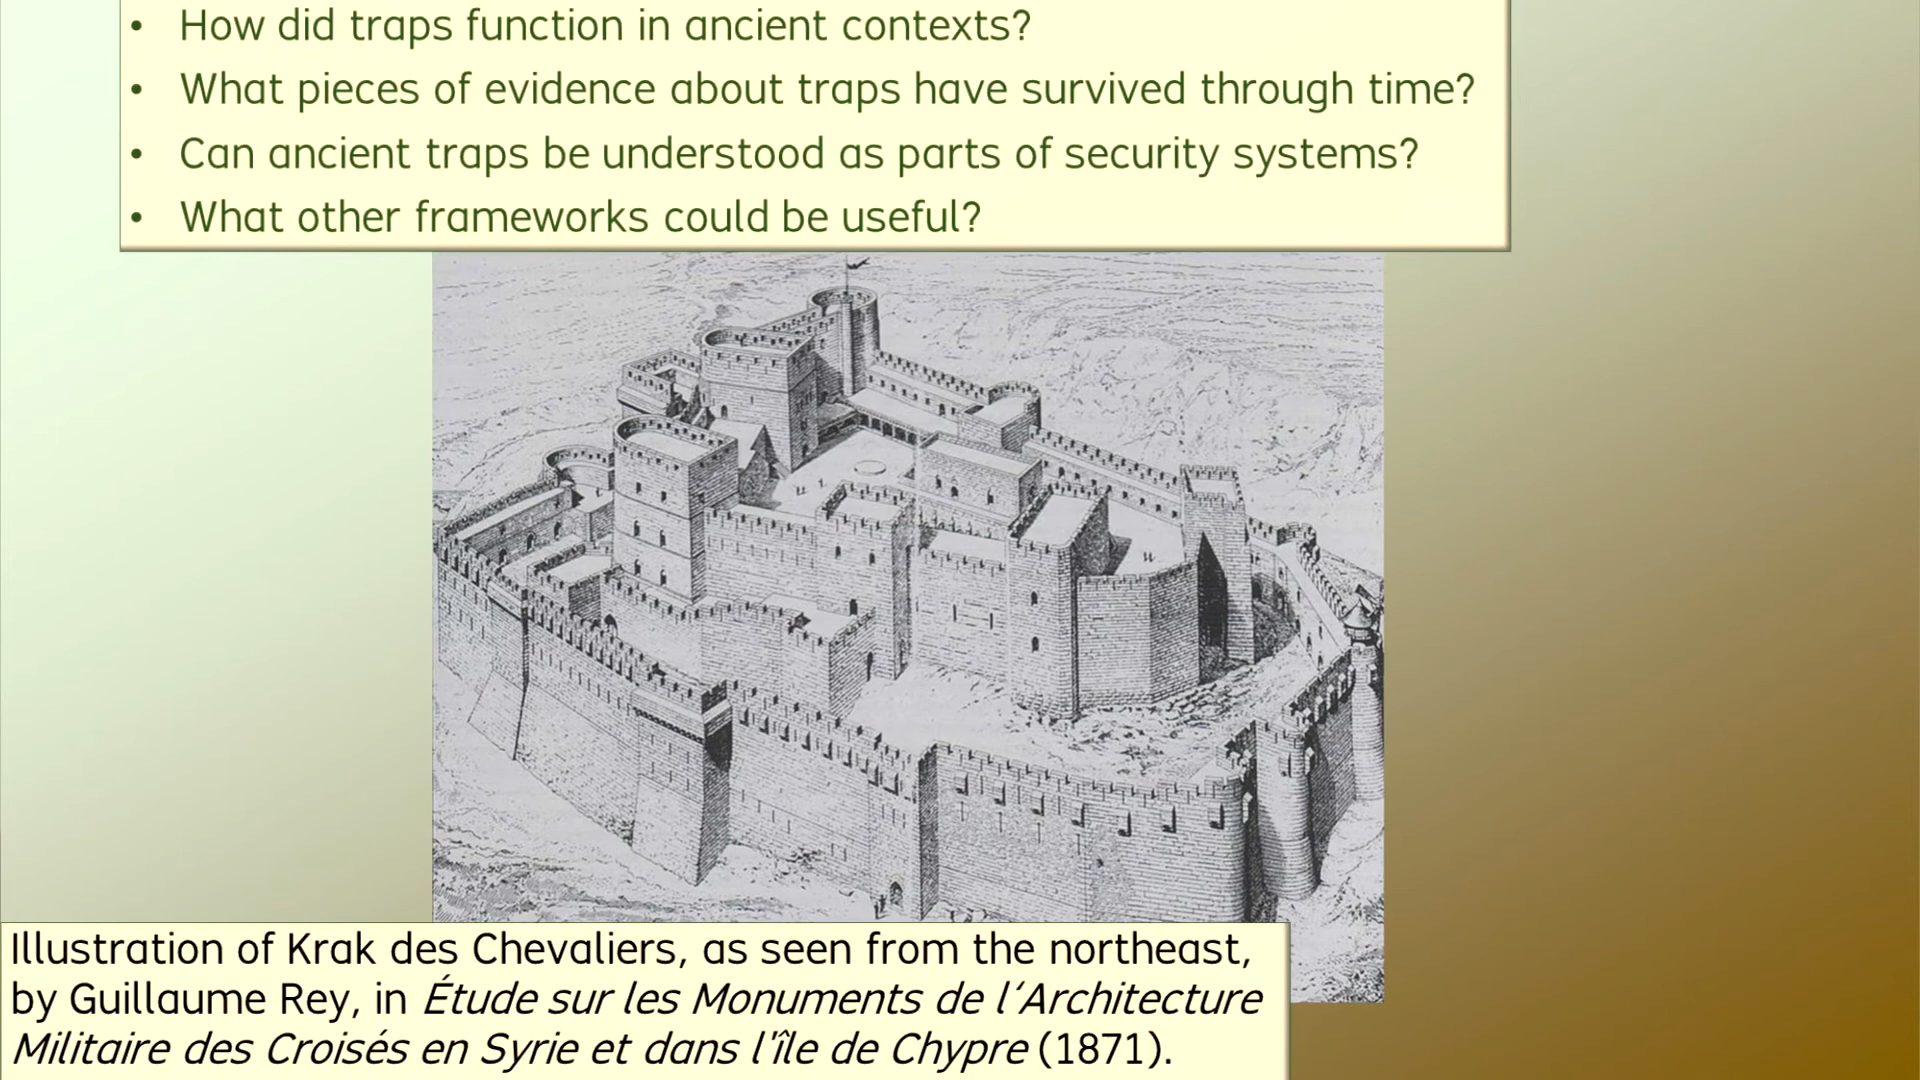 • How did traps function in ancient contexts?
• What pieces of evidence about traps have survived through time?
• Can ancient traps be understood as parts of security systems?
• What other frameworks could be useful?
Illustration of Krak des Chevaliers, as seen from the northeast,
by Guillaume Rey, in Étude sur les Monuments de l´Architecture
Militaire des Croisés en Syrie et dans l'île de Chypre (1871).